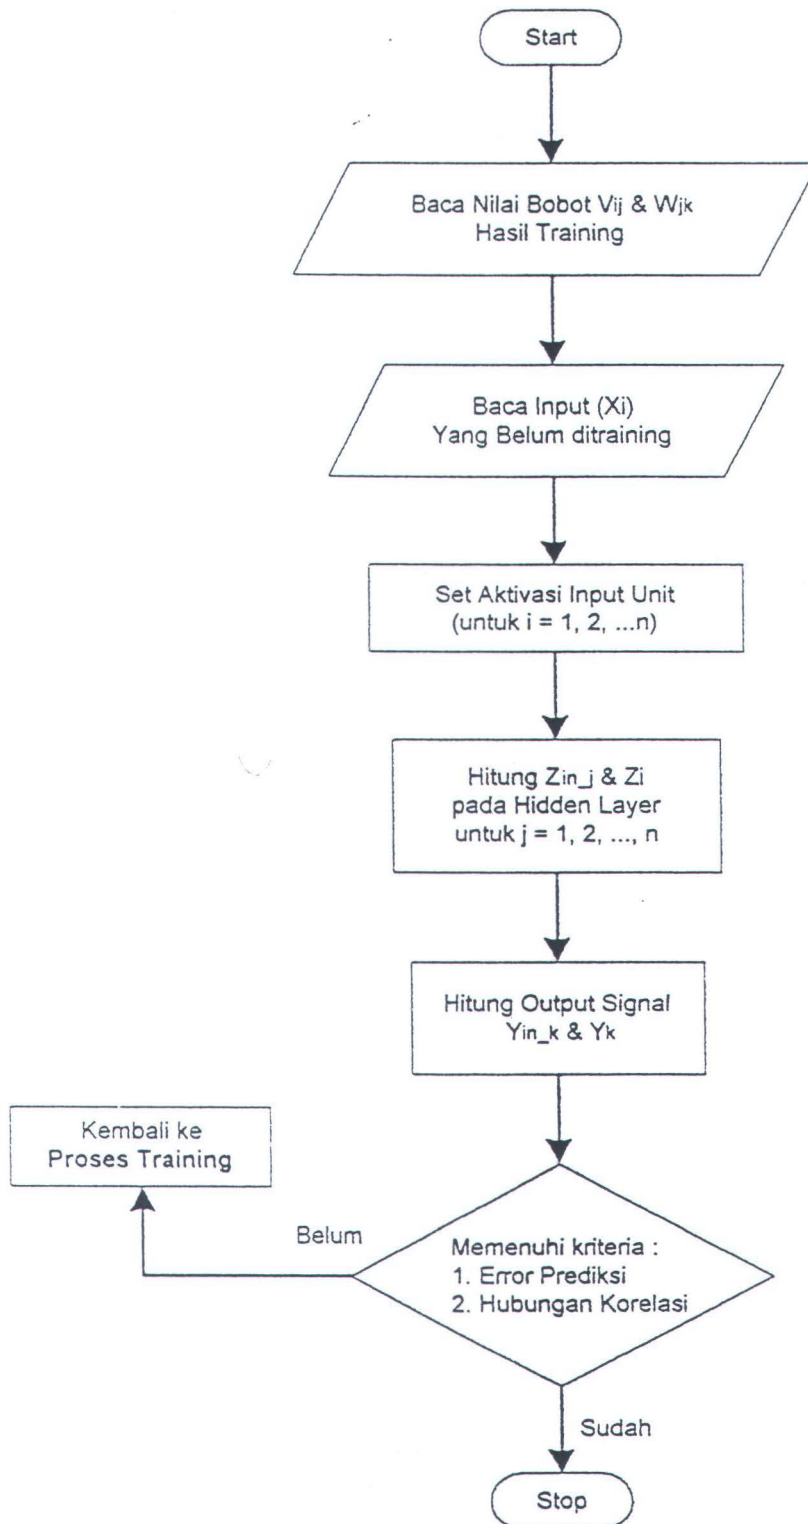 Start
Baca Nilai Bobot Vij & Wjk
Hasil Training
Baca Input (Xi)
Yang Belum ditraining
Set Aktivasi Input Unit
(untuk i = 1, 2, ...n)
Hitung Zin_j & Zi
pada Hidden Layer
untuk j = 1, 2, ..., n
Hitung Output Signal
Yin_k & Yk
Kembali ke
Proses Training
Belum
Memenuhi kriteria :
1. Error Prediksi
2. Hubungan Korelasi
Sudah
Stop